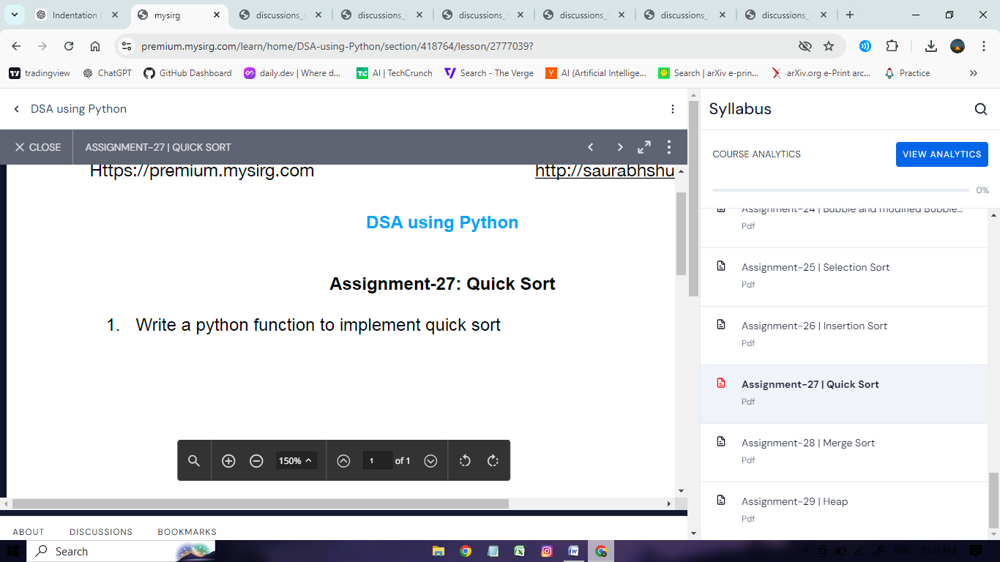 Indentation
mysirg
discussions_
discussions_
discussions_
discussions_
discussions_
discussions_
premium.mysirg.com/learn/home/DSA-using-Python/section/418764/lesson/2777039?
tradingview
ChatGPT
GitHub Dashboard
daily.dev | Where d...
AI | TechCrunch
Search - The Verge
AI (Artificial Intellige...
Search | arXiv e-prin...
arXiv.org e-Print arc...
Practice
DSA using Python
CLOSE
ASSIGNMENT-27 | QUICK SORT
Https://premium.mysirg.com
http://saurabhshu
DSA using Python
Assignment-27: Quick Sort
1. Write a python function to implement quick sort
150%
1 of 1
ABOUT
DISCUSSIONS
BOOKMARKS
Syllabus
COURSE ANALYTICS
VIEW ANALYTICS
0%
Assignment-24 | Bubble and modified Bubble...
Pdf
Assignment-25 | Selection Sort
Pdf
Assignment-26 | Insertion Sort
Pdf
Assignment-27 | Quick Sort
Pdf
Assignment-28 | Merge Sort
Pdf
Assignment-29 | Heap
Pdf
Search
ENG
10:22 PM